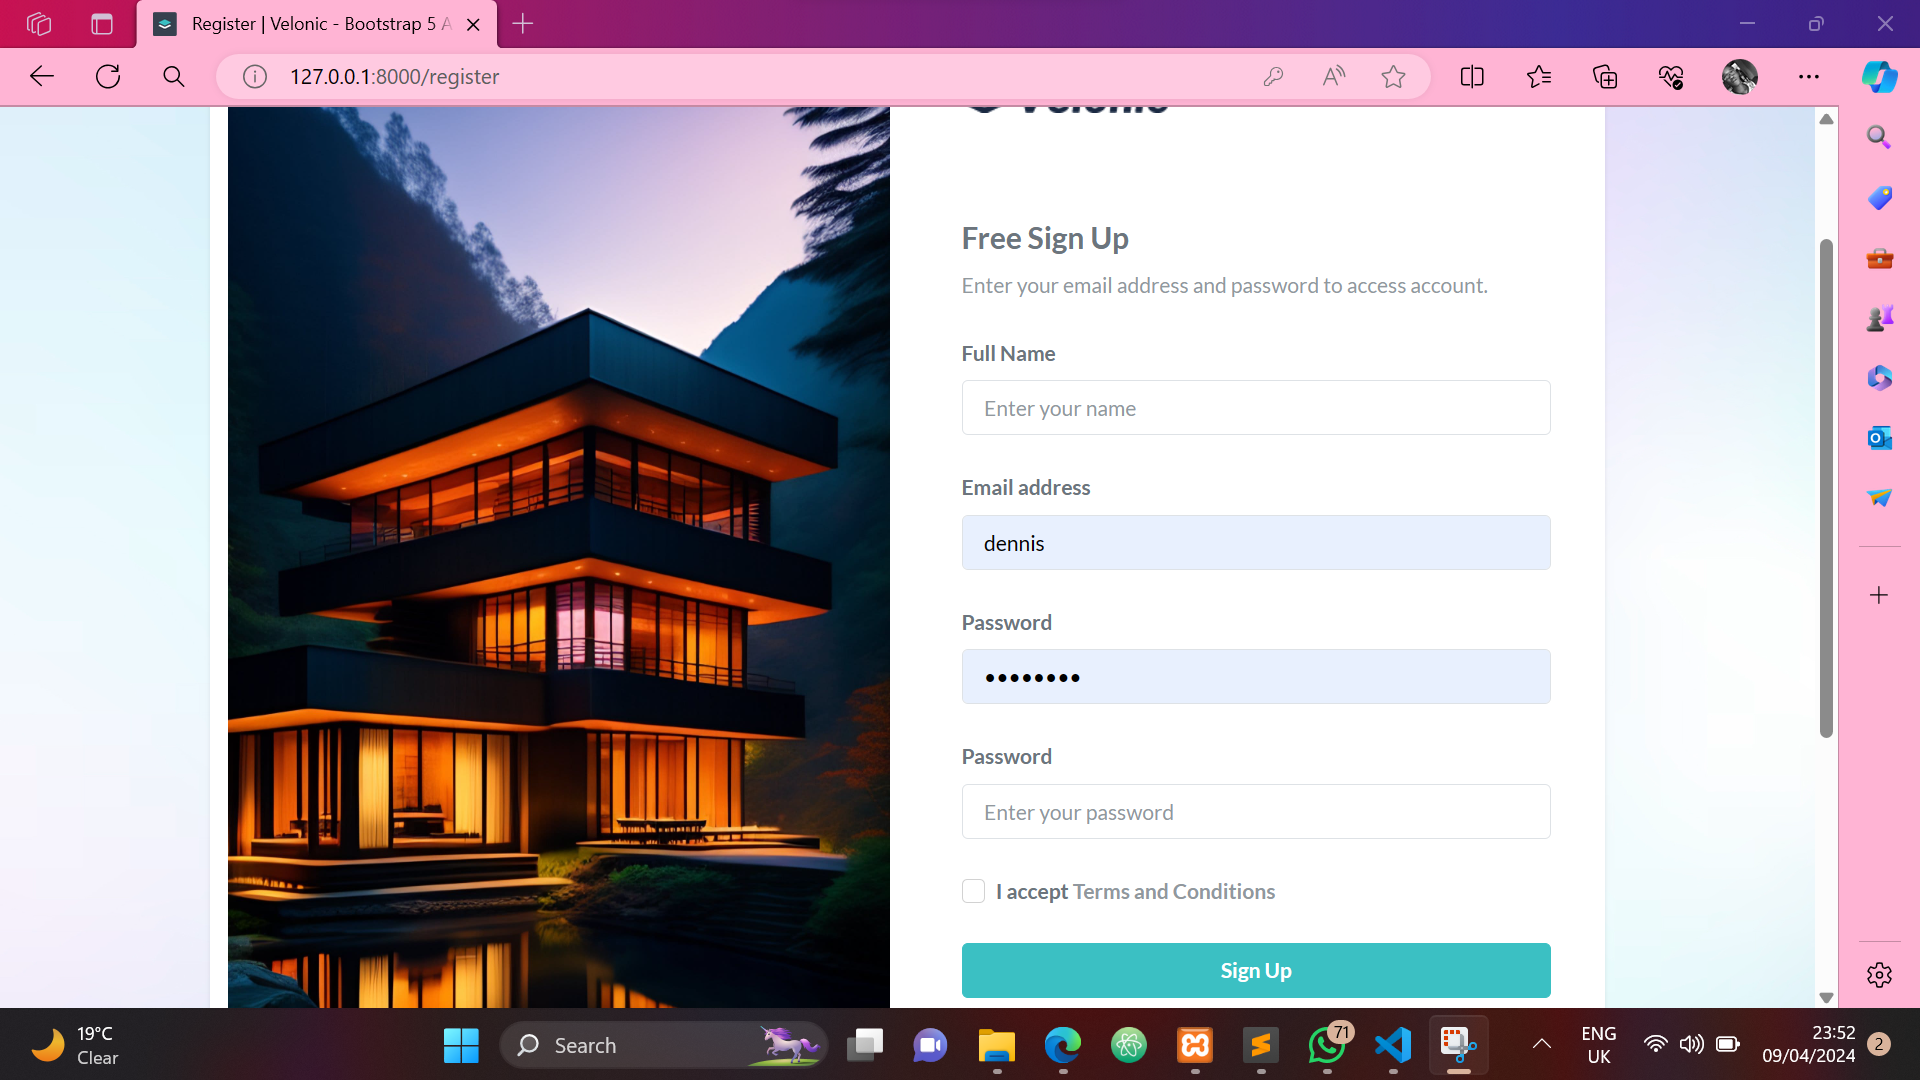 Register | Velonic - Bootstrap 5 A
127.0.0.1:8000/register
Velonic
Free Sign Up
Enter your email address and password to access account.
Full Name
Enter your name
Email address
dennis
Password
••••••••
Password
Enter your password
I accept Terms and Conditions
Sign Up
19°C
Clear
Search
71
ENG
UK
23:52
09/04/2024
2